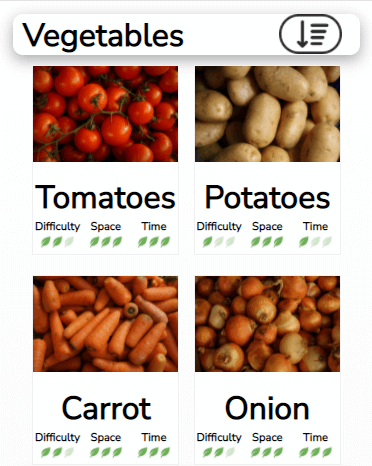 Vegetables
Tomatoes
Difficulty Space Time
Potatoes
Difficulty Space Time
Carrot
Difficulty Space Time
Onion
Difficulty Space Time